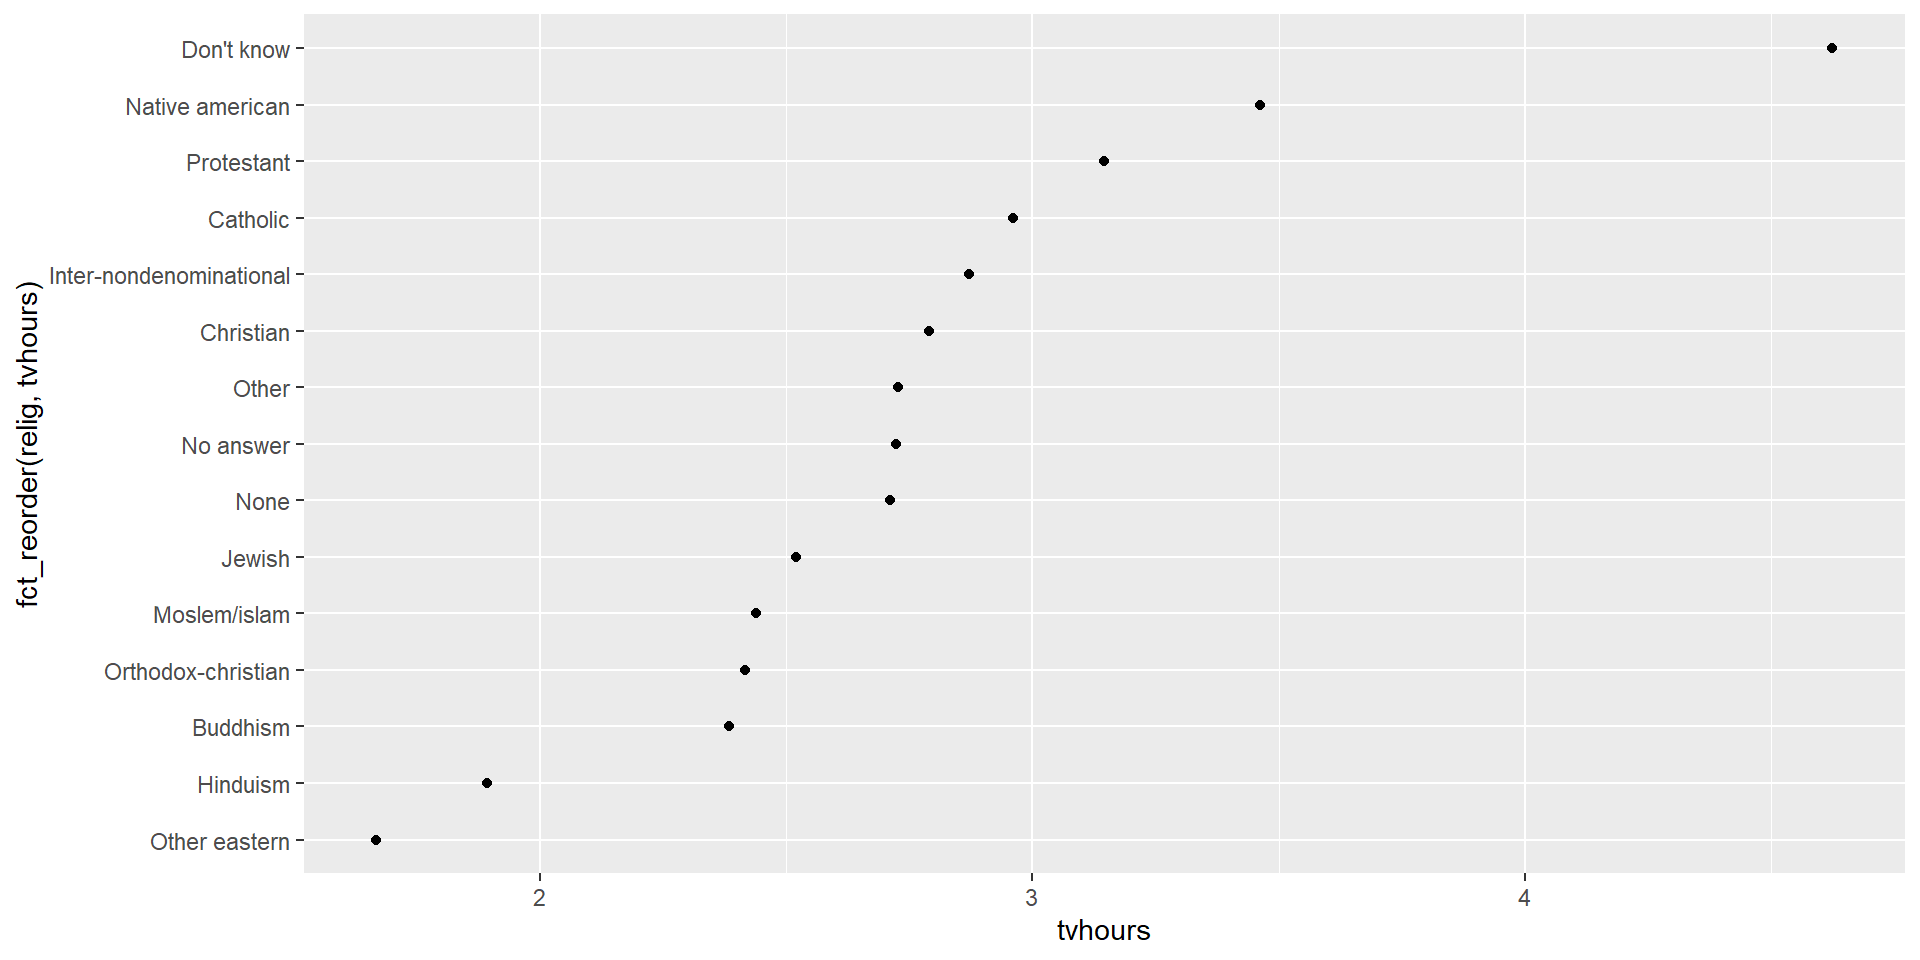 Don't know
Native american
Protestant
Catholic
Inter-nondenominational
Christian
Other
No answer
None
Jewish
Moslem/islam
Orthodox-christian
Buddhism
Hinduism
Other eastern
fct_reorder(relig, tvhours)
2 3 4
tvhours